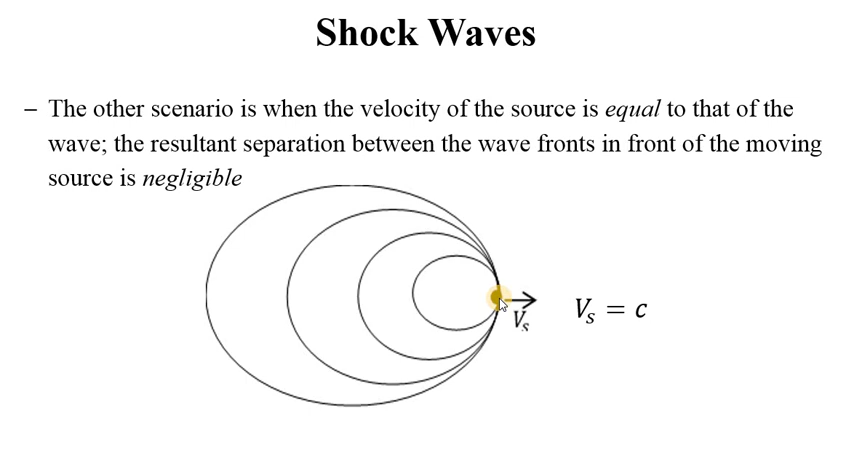 Shock Waves
– The other scenario is when the velocity of the source is equal to that of the
wave; the resultant separation between the wave fronts in front of the moving
source is negligible
Vₛ
Vₛ = c